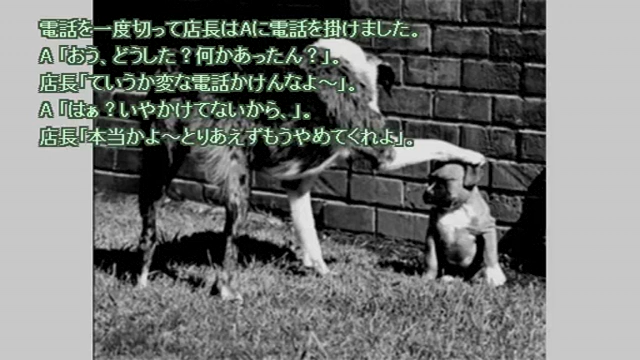 電話を一度切って店長はAに電話を掛けました。
A「おう、どうした？何かあったん？」。
店長「ていうか変な電話かけんなよ～」。
A「はぁ？いやかけてないから、」。
店長「本当かよ～とりあえずもうやめてくれよ」。